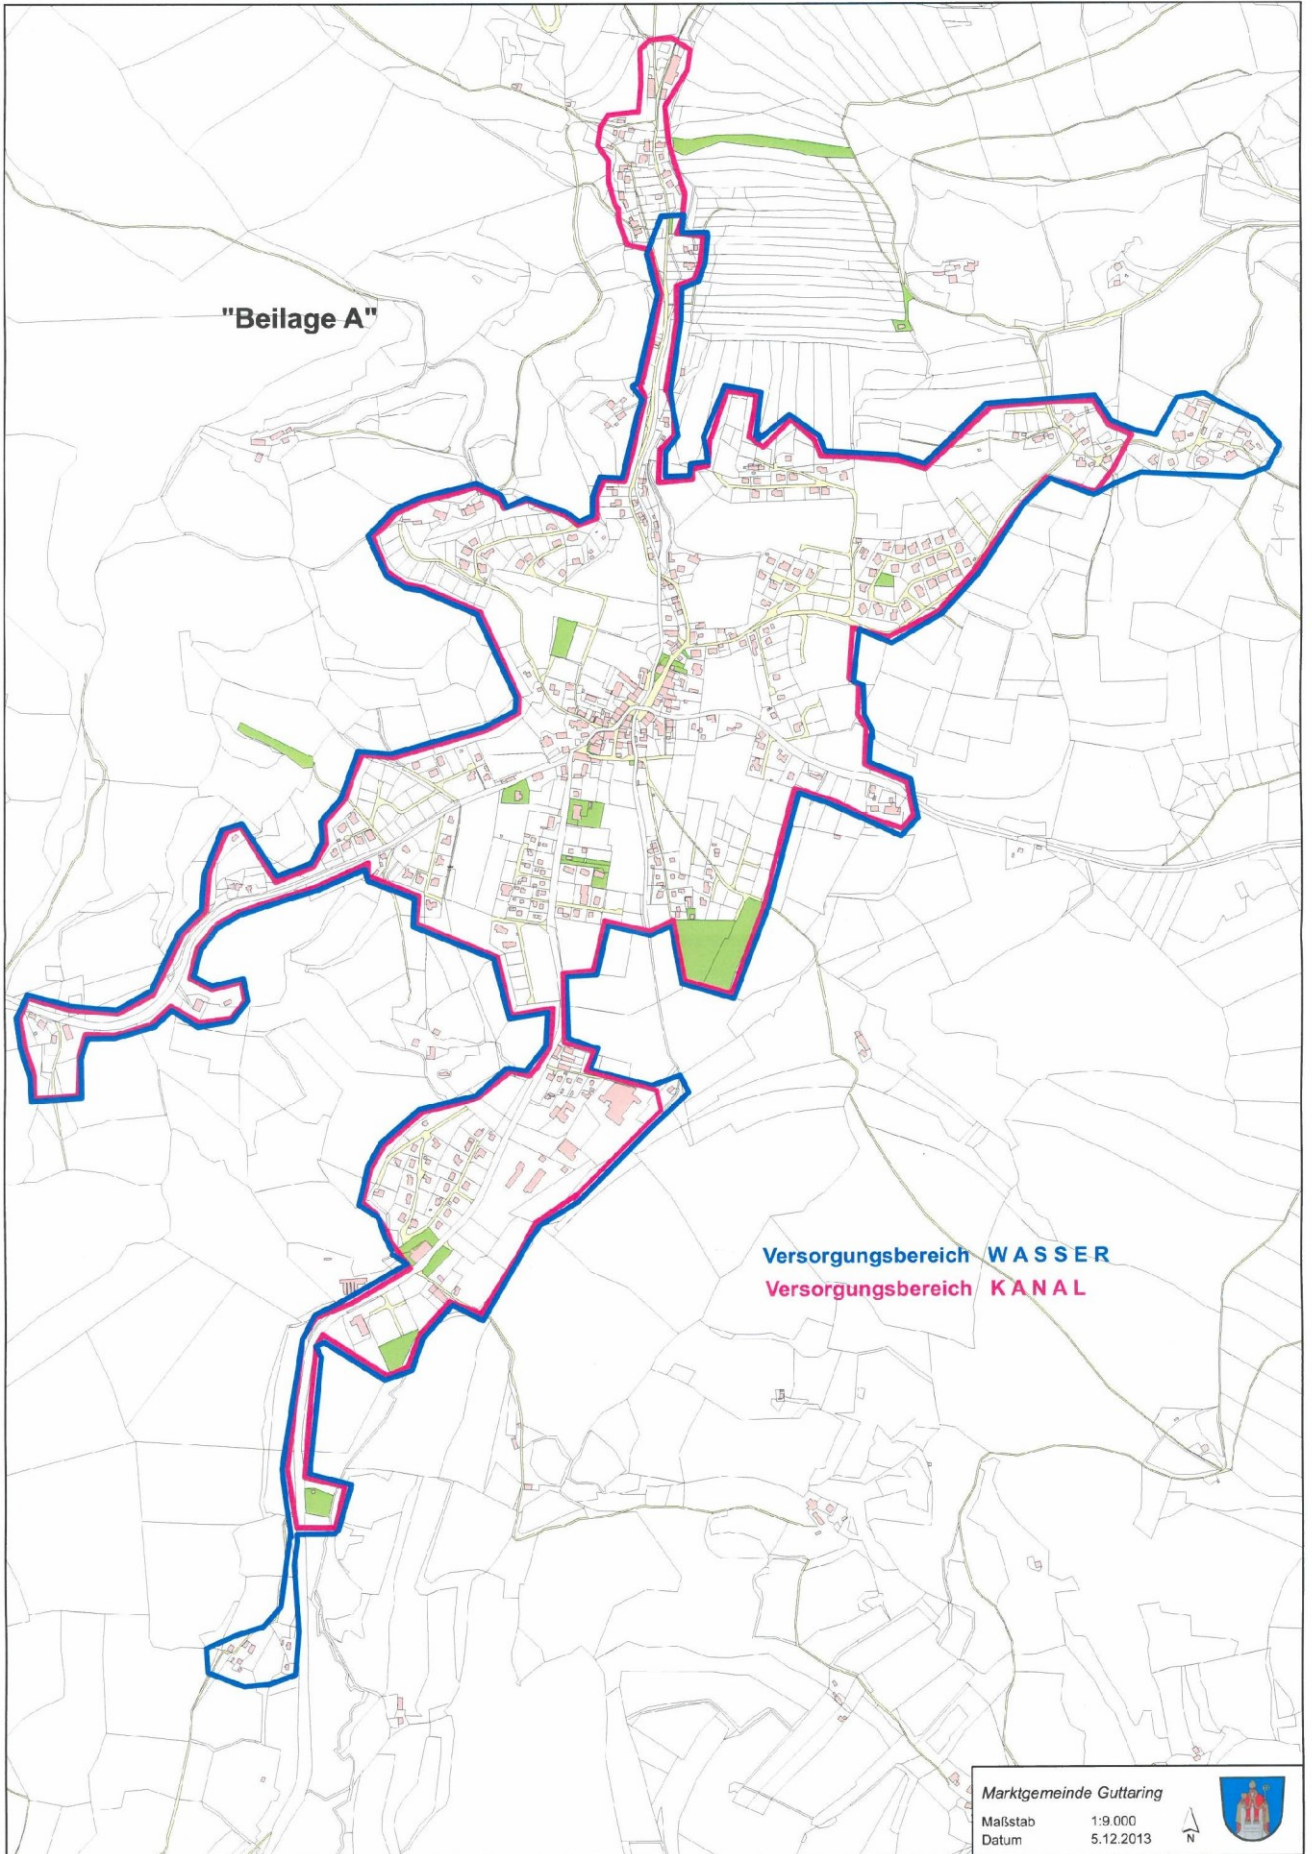 "Beilage A"
Versorgungsbereich WASSER
Versorgungsbereich KANAL
Marktgemeinde Guttaring
Maßstab 1:9.000
Datum 5.12.2013
N